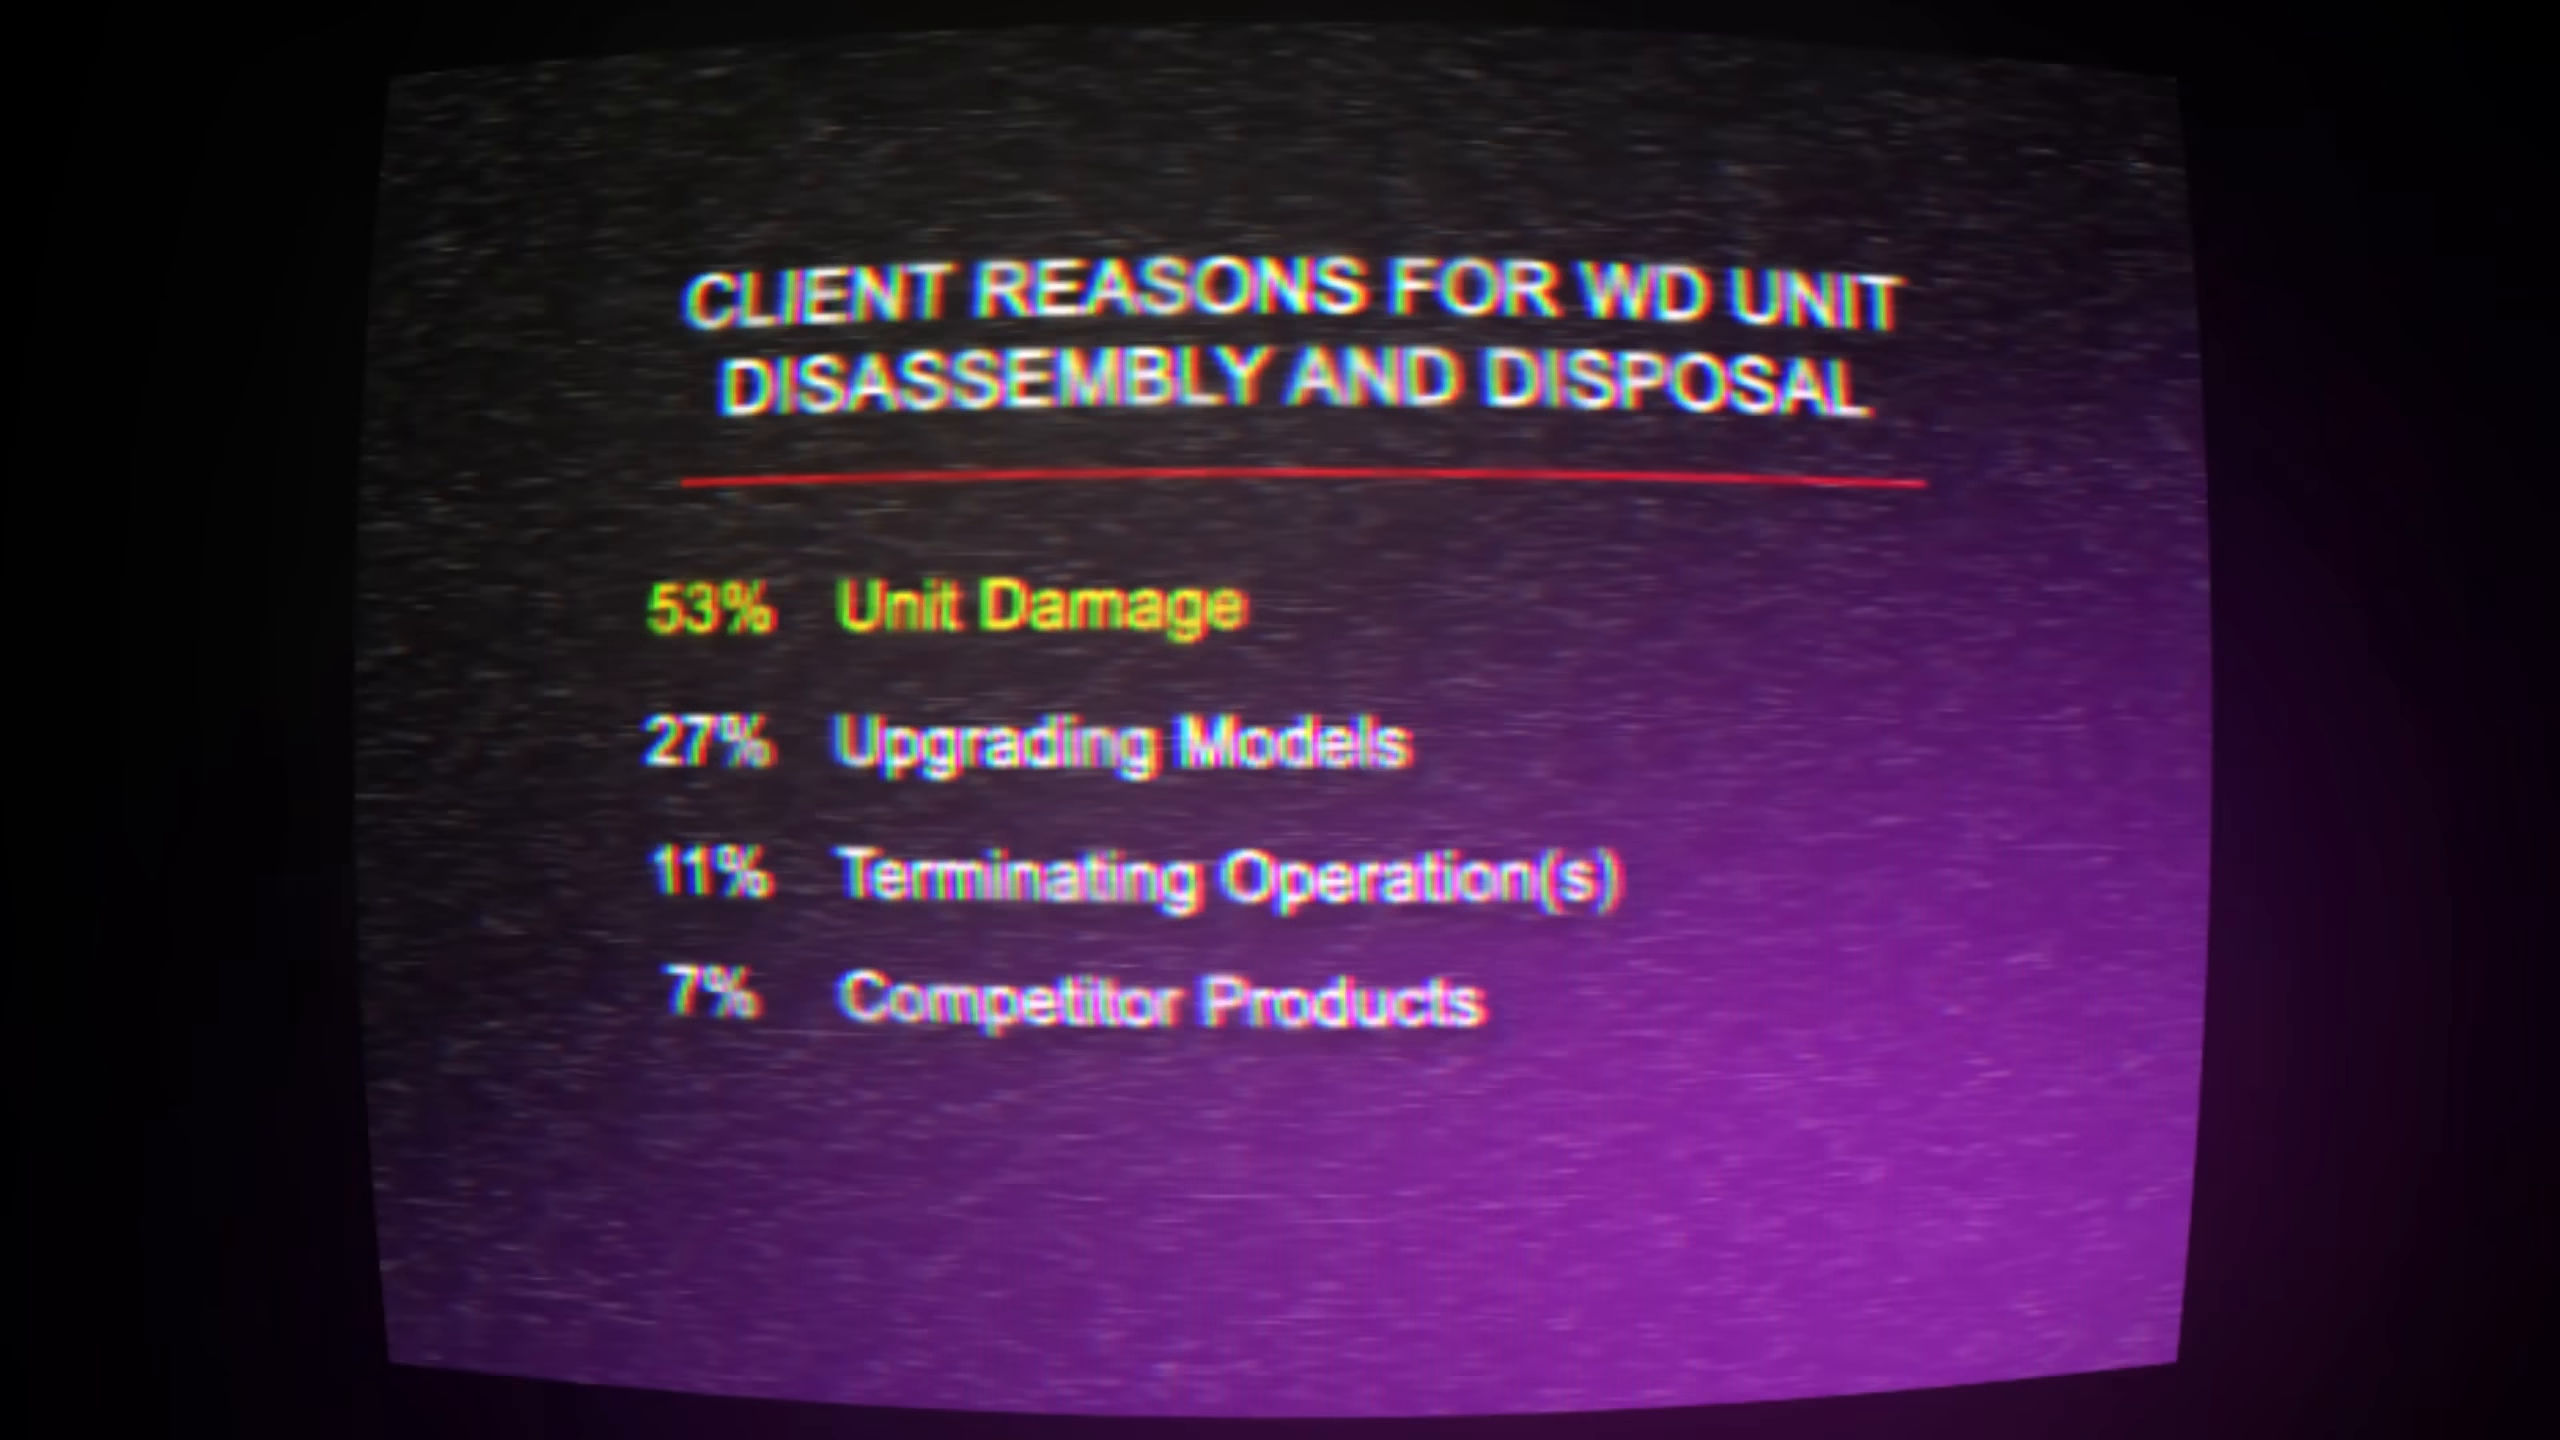 CLIENT REASONS FOR WD UNIT
DISASSEMBLY AND DISPOSAL
53% Unit Damage
27% Upgrading Models
11% Terminating Operation(s)
7% Competitor Products